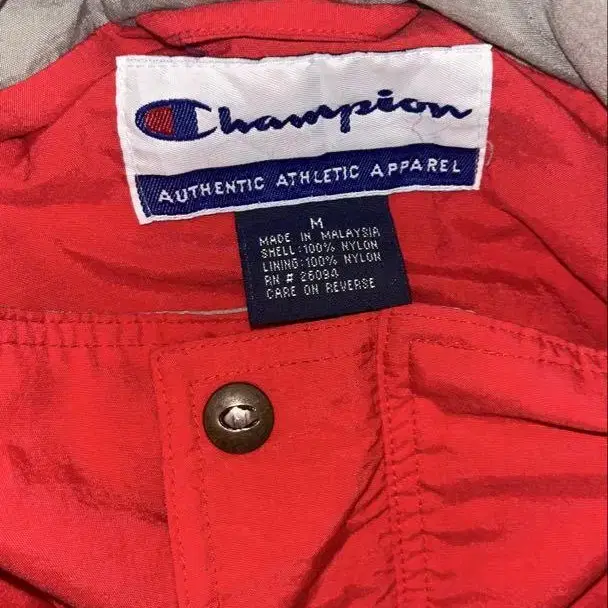 Champion
AUTHENTIC ATHLETIC APPAREL
M
MADE IN MALAYSIA
SHELL:100% NYLON
LINING:100% NYLON
RN # 26094
CARE ON REVERSE